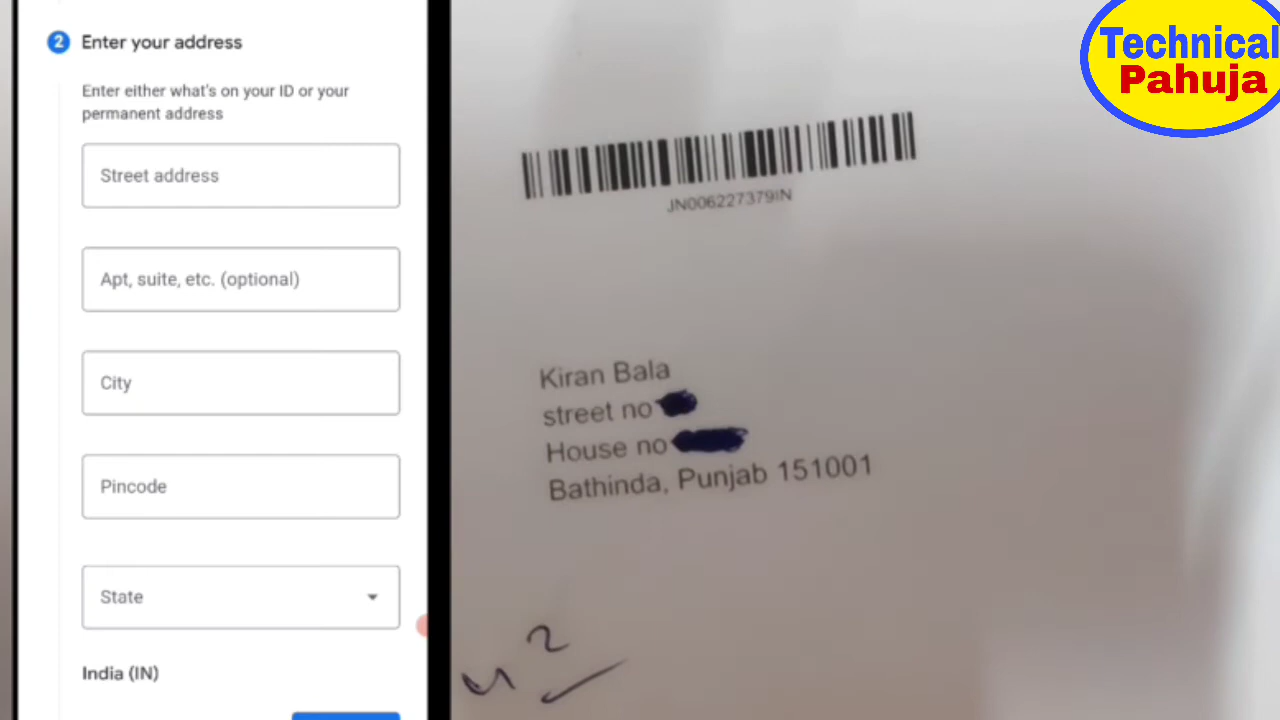 2 Enter your address
Enter either what's on your ID or your
permanent address
Street address
Apt, suite, etc. (optional)
City
Pincode
State
India (IN)
Technical
Pahuja
JN006227379IN
Kiran Bala
street no
House no
Bathinda, Punjab 151001